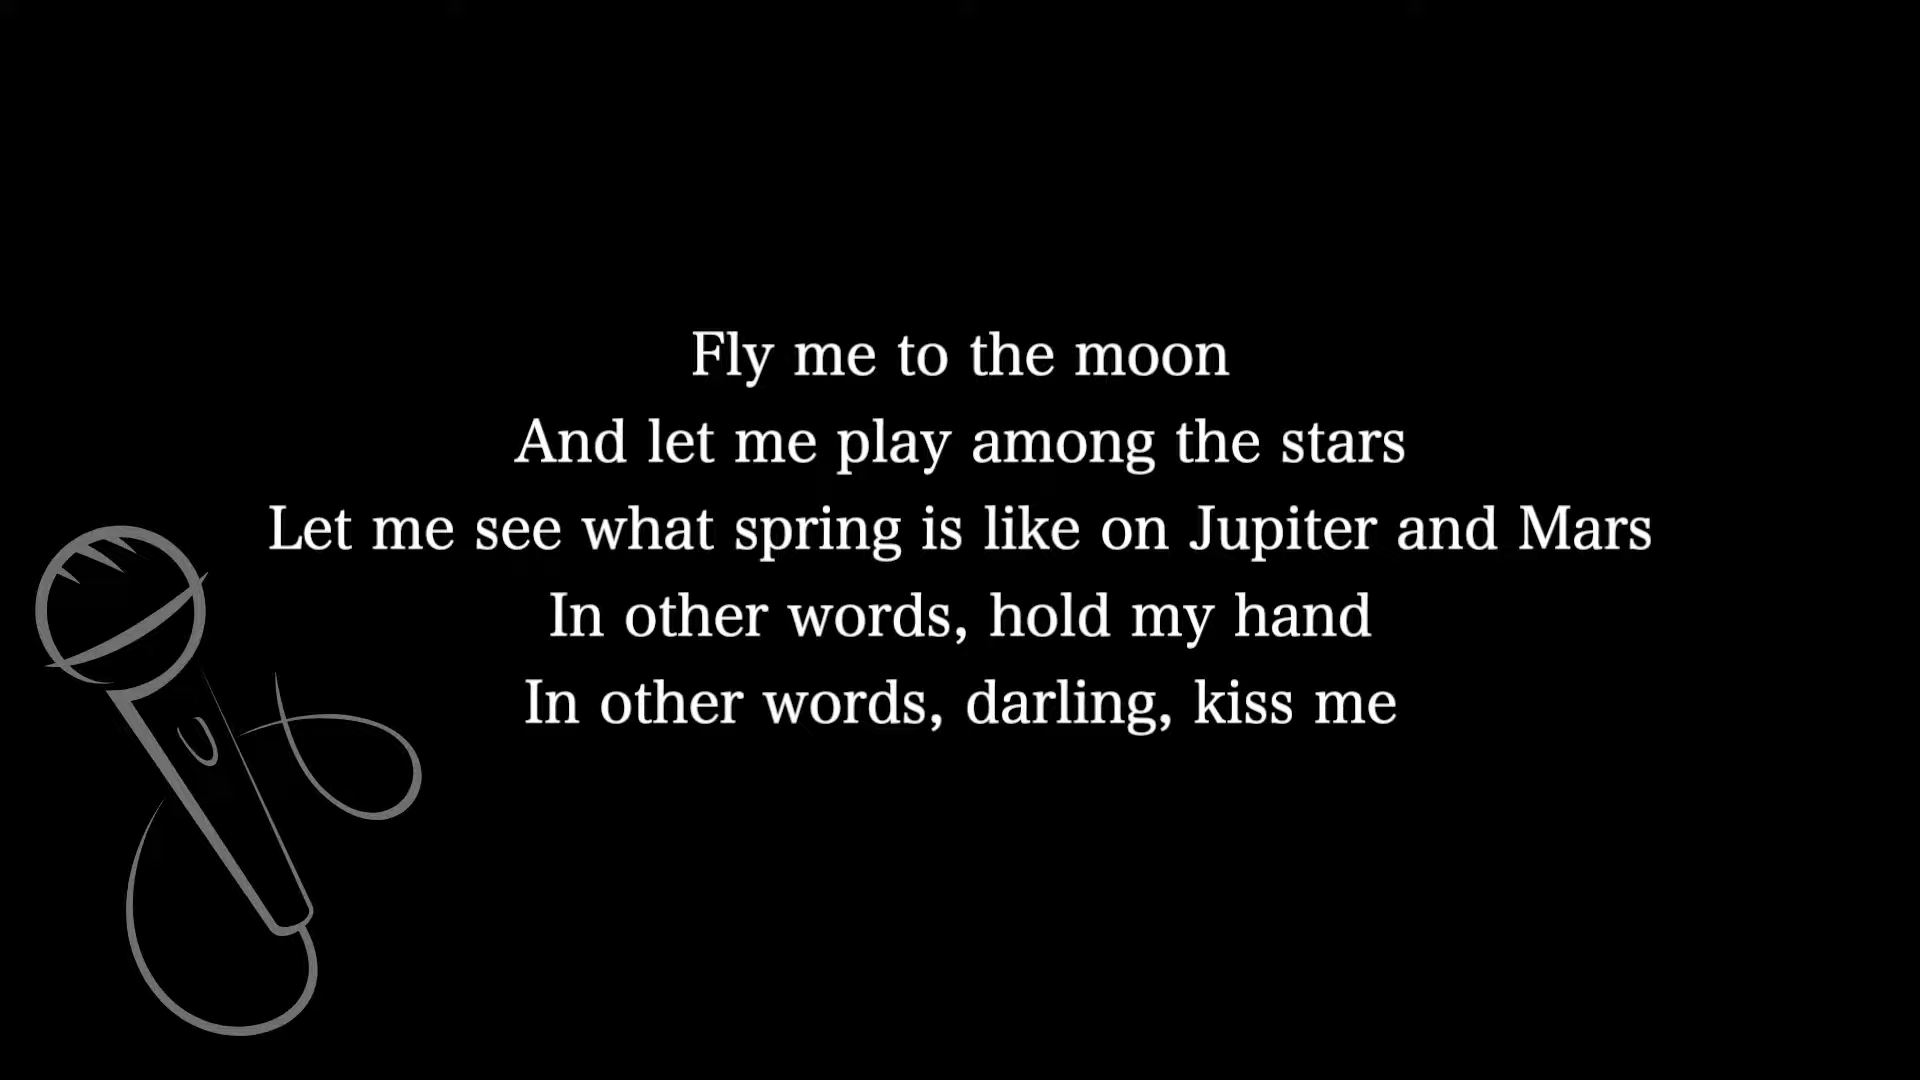 Fly me to the moon
And let me play among the stars
Let me see what spring is like on Jupiter and Mars
In other words, hold my hand
In other words, darling, kiss me